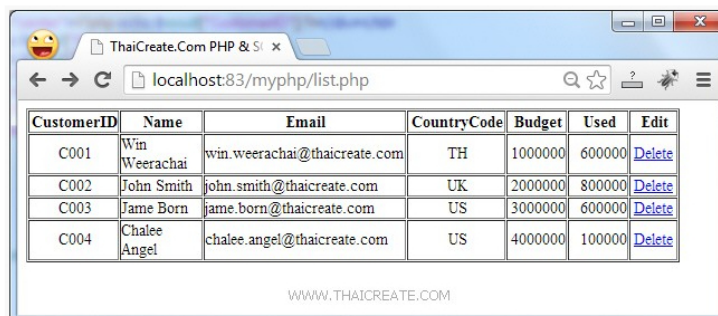 ThaiCreate.Com PHP & S
localhost:83/myphp/list.php
CustomerID Name Email CountryCode Budget Used Edit
C001 Win Weerachai win.weerachai@thaicreate.com TH 1000000 600000 Delete
C002 John Smith john.smith@thaicreate.com UK 2000000 800000 Delete
C003 Jame Born jame.born@thaicreate.com US 3000000 600000 Delete
C004 Chalee Angel chalee.angel@thaicreate.com US 4000000 100000 Delete
WWW.THAICREATE.COM